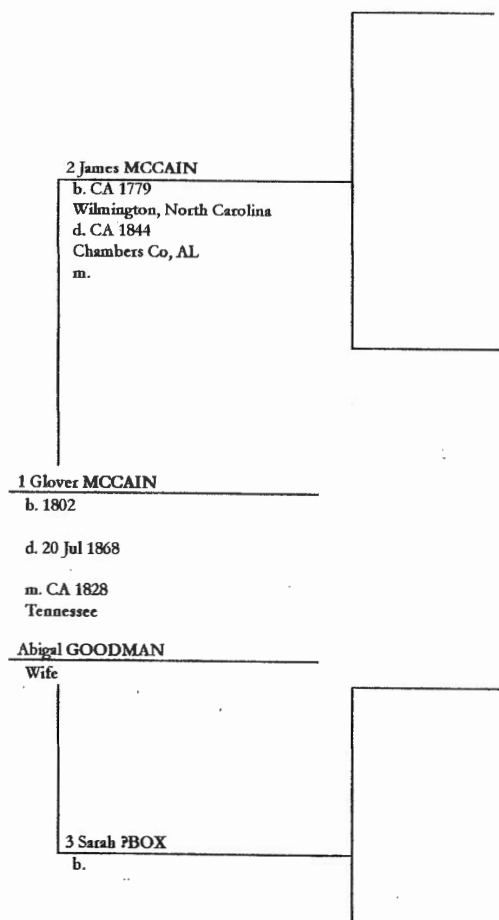 2 James MCCAIN
b. CA 1779
Wilmington, North Carolina
d. CA 1844
Chambers Co, AL
m.
1 Glover MCCAIN
b. 1802
d. 20 Jul 1868
m. CA 1828
Tennessee
Abigal GOODMAN
Wife
3 Sarah ?BOX
b.